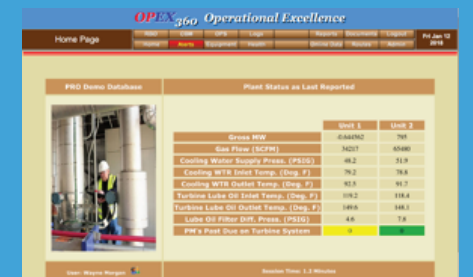 OPEX360 Operational Excellence
Home Page
Logs
Reports Documents Logout
Fri Jan 12
2018
Home Alerts Equipment Health
Online Data Routes Admin
PRO Demo Database
Plant Status as Last Reported
Unit 1 Unit 2
Gross MW -0.644562 795
Gas Flow (SCFM) 34217 65480
Cooling Water Supply Press. (PSIG) 48.2 51.9
Cooling WTR Inlet Temp. (Deg. F) 79.2 78.8
Cooling WTR Outlet Temp. (Deg. F) 92.5 91.7
Turbine Lube Oil Inlet Temp. (Deg. F) 119.2 118.4
Turbine Lube Oil Outlet Temp. (Deg. F) 149.6 148.1
Lube Oil Filter Diff. Press. (PSIG) 4.6 7.8
PM's Past Due on Turbine System 0
User: Wayne Morgan
Session Time: 1.2 Minutes